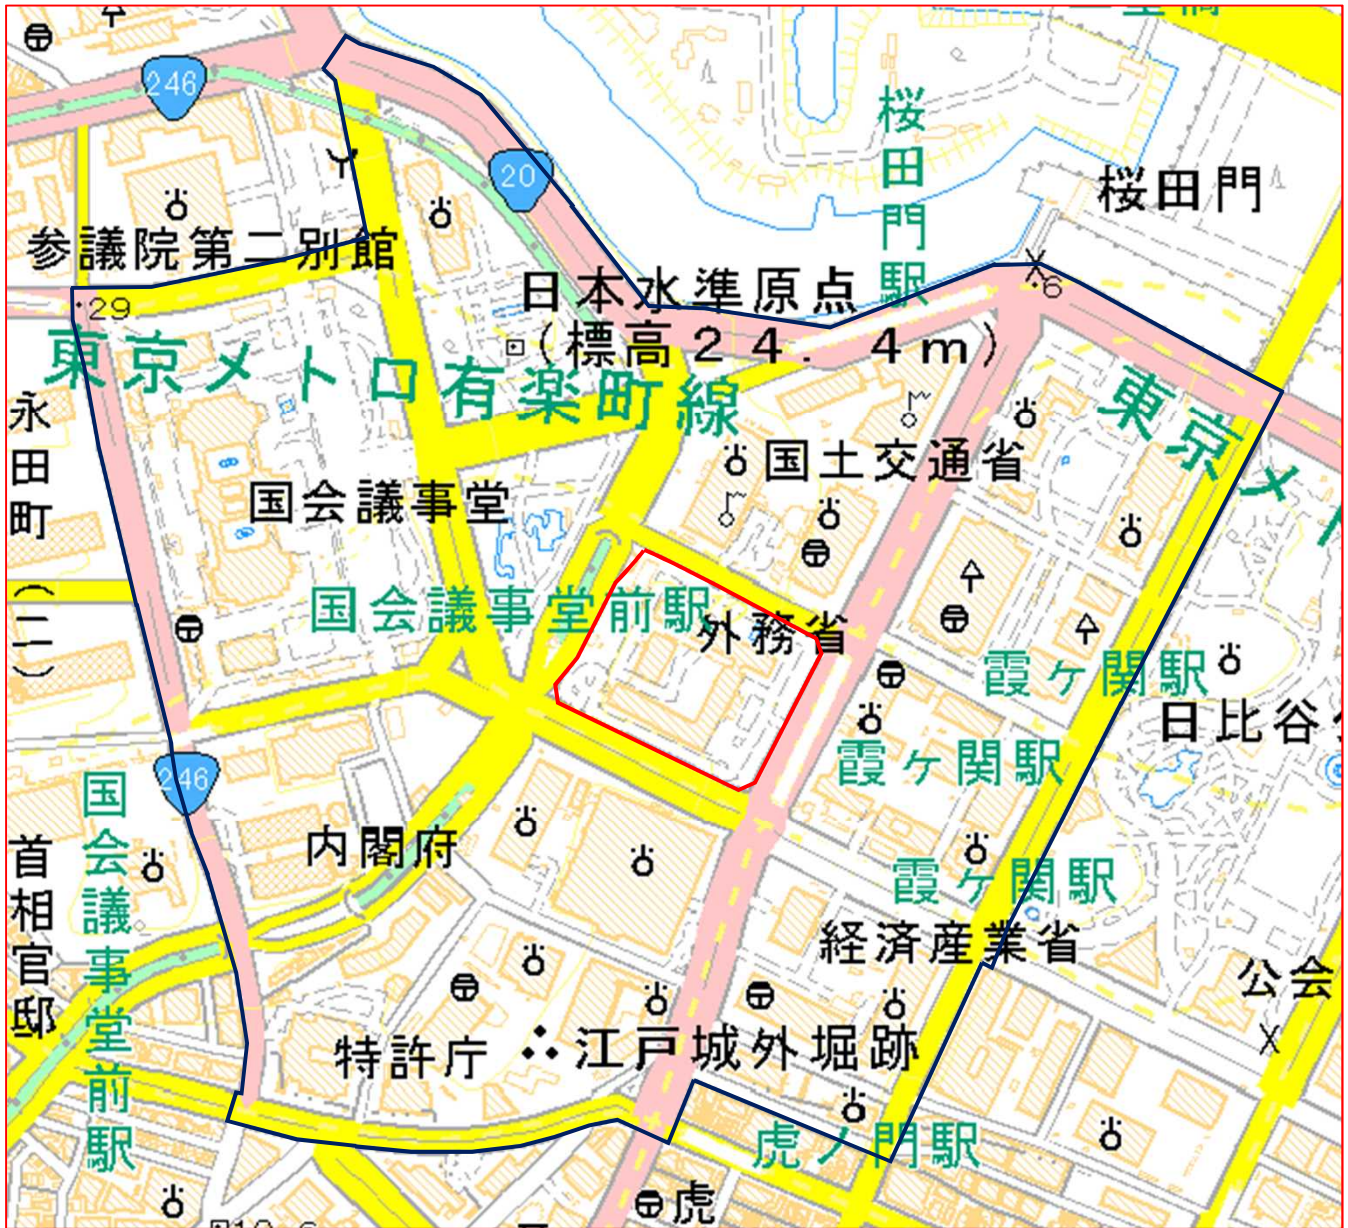 246
20
桜田門駅
桜田門
参議院第二別館
29
日本水準原点
(標高24.4m)
6
東京メトロ有楽町線
東京メト
永田町(二)
国会議事堂
国土交通省
国会議事堂前駅
外務省
霞ヶ関駅
日比谷
霞ヶ関駅
246
国会議事堂前駅
首相官邸
内閣府
霞ヶ関駅
経済産業省
公会
特許庁
江戸城外堀跡
虎ノ門駅
虎